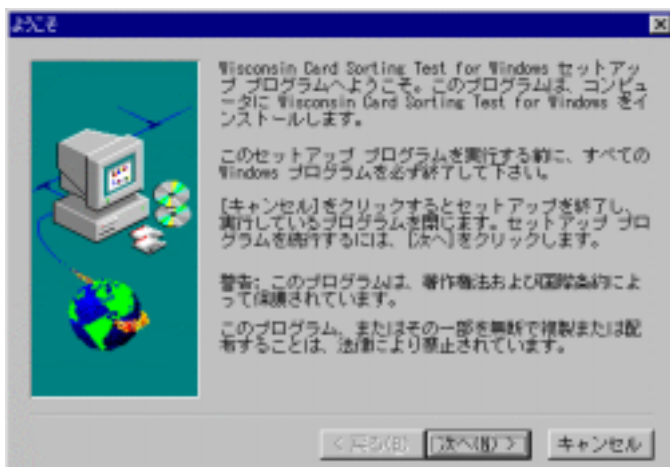 ようこそ
Wisconsin Card Sorting Test for Windows セットアッ
プ プログラムへようこそ。このプログラムは、コンピュ
ータに Wisconsin Card Sorting Test for Windows をイ
ンストールします。
このセットアップ プログラムを実行する前に、すべての
Windows プログラムを必ず終了して下さい。
[キャンセル]をクリックするとセットアップを終了し、
実行しているプログラムを閉じます。セットアップ プロ
グラムを続行するには、[次へ]をクリックします。
警告: このプログラムは、著作権法および国際条約によ
って保護されています。
このプログラム、またはその一部を無断で複製または配
布することは、法律により禁止されています。
< 戻る(B) 次へ(N) > キャンセル